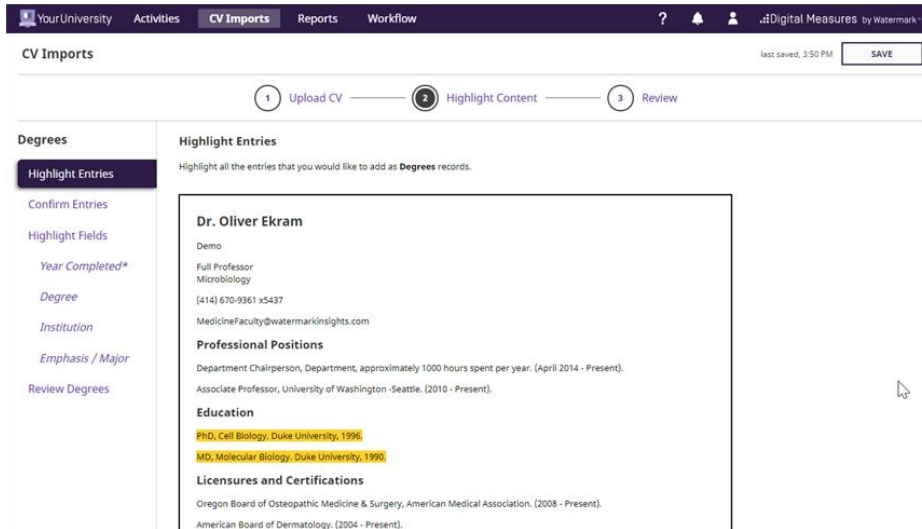 YourUniversity Activities CV Imports Reports Workflow ? .:iDigital Measures by Watermark™
CV Imports last saved, 3:50 PM SAVE
1 Upload CV 2 Highlight Content 3 Review
Degrees
Highlight Entries
Confirm Entries
Highlight Fields
Year Completed*
Degree
Institution
Emphasis / Major
Review Degrees
Highlight Entries
Highlight all the entries that you would like to add as Degrees records.
Dr. Oliver Ekram
Demo
Full Professor
Microbiology
(414) 670-9361 x5437
MedicineFaculty@watermarkinsights.com
Professional Positions
Department Chairperson, Department, approximately 1000 hours spent per year. (April 2014 - Present).
Associate Professor, University of Washington -Seattle. (2010 - Present).
Education
PhD, Cell Biology. Duke University, 1996.
MD, Molecular Biology. Duke University, 1990.
Licensures and Certifications
Oregon Board of Osteopathic Medicine & Surgery, American Medical Association. (2008 - Present).
American Board of Dermatology. (2004 - Present).